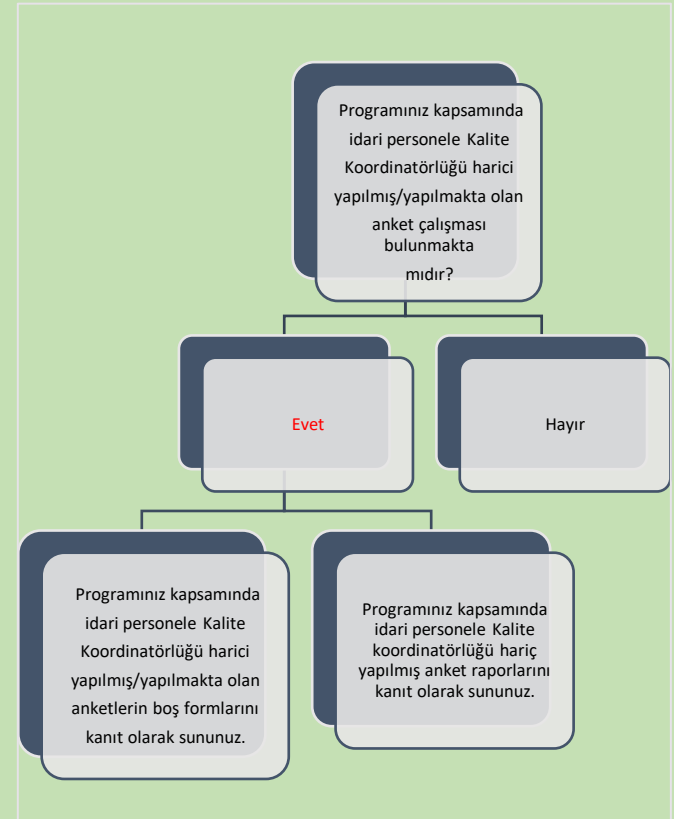 Programınız kapsamında
idari personele Kalite
Koordinatörlüğü harici
yapılmış/yapılmakta olan
anket çalışması
bulunmakta
mıdır?
Evet
Hayır
Programınız kapsamında
idari personele Kalite
Koordinatörlüğü harici
yapılmış/yapılmakta olan
anketlerin boş formlarını
kanıt olarak sununuz.
Programınız kapsamında
idari personele Kalite
koordinatörlüğü hariç
yapılmış anket raporlarını
kanıt olarak sununuz.